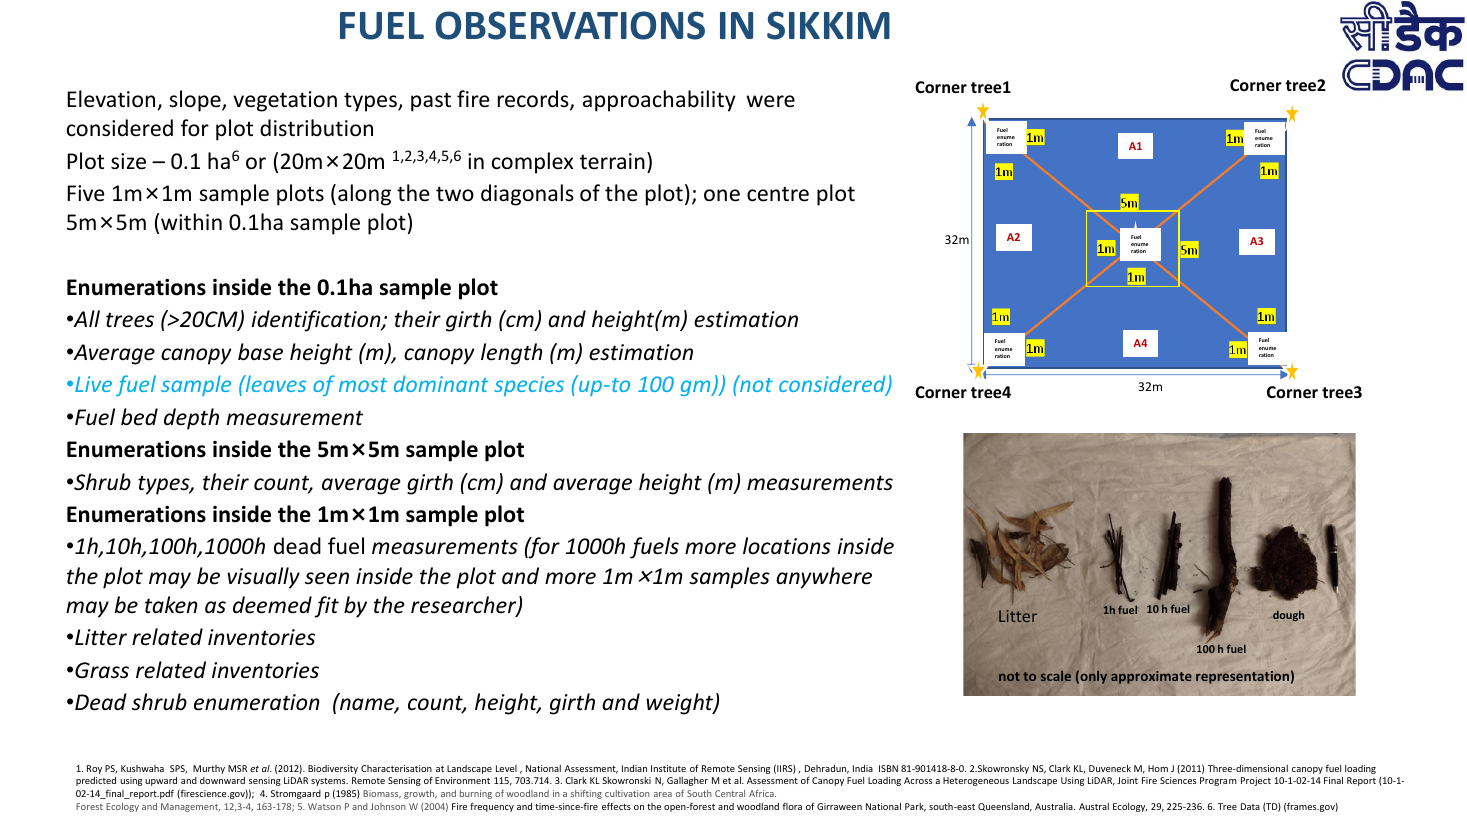 FUEL OBSERVATIONS IN SIKKIM
सीडैक
CDAC
Elevation, slope, vegetation types, past fire records, approachability were
considered for plot distribution
Plot size – 0.1 ha6 or (20m×20m 1,2,3,4,5,6 in complex terrain)
Five 1m×1m sample plots (along the two diagonals of the plot); one centre plot
5m×5m (within 0.1ha sample plot)
Enumerations inside the 0.1ha sample plot
•All trees (>20CM) identification; their girth (cm) and height(m) estimation
•Average canopy base height (m), canopy length (m) estimation
•Live fuel sample (leaves of most dominant species (up-to 100 gm)) (not considered)
•Fuel bed depth measurement
Enumerations inside the 5m×5m sample plot
•Shrub types, their count, average girth (cm) and average height (m) measurements
Enumerations inside the 1m×1m sample plot
•1h,10h,100h,1000h dead fuel measurements (for 1000h fuels more locations inside
the plot may be visually seen inside the plot and more 1m ×1m samples anywhere
may be taken as deemed fit by the researcher)
•Litter related inventories
•Grass related inventories
•Dead shrub enumeration (name, count, height, girth and weight)
Corner tree1
Corner tree2
Fuel
enume
ration
1m
A1
1m
Fuel
enume
ration
1m
1m
5m
32m
A2
1m
Fuel
enume
ration
5m
A3
1m
1m
1m
Fuel
enume
ration
1m
A4
1m
Fuel
enume
ration
32m
Corner tree4
Corner tree3
Litter
1h fuel
10 h fuel
100 h fuel
dough
not to scale (only approximate representation)
1. Roy PS, Kushwaha SPS, Murthy MSR et al. (2012). Biodiversity Characterisation at Landscape Level , National Assessment, Indian Institute of Remote Sensing (IIRS) , Dehradun, India ISBN 81-901418-8-0. 2.Skowronski NS, Clark KL, Duveneck M, Hom J (2011) Three-dimensional canopy fuel loading
predicted using upward and downward sensing LiDAR systems. Remote Sensing of Environment 115, 703.714. 3. Clark KL Skowronski N, Gallagher M et al. Assessment of Canopy Fuel Loading Across a Heterogeneous Landscape Using LiDAR, Joint Fire Sciences Program Project 10-1-02-14 Final Report (10-1-
02-14_final_report.pdf (firescience.gov)); 4. Stromgaard p (1985) Biomass, growth, and burning of woodland in a shifting cultivation area of South Central Africa.
Forest Ecology and Management, 12,3-4, 163-178; 5. Watson P and Johnson W (2004) Fire frequency and time-since-fire effects on the open-forest and woodland flora of Girraween National Park, south-east Queensland, Australia. Austral Ecology, 29, 225-236. 6. Tree Data (TD) (frames.gov)